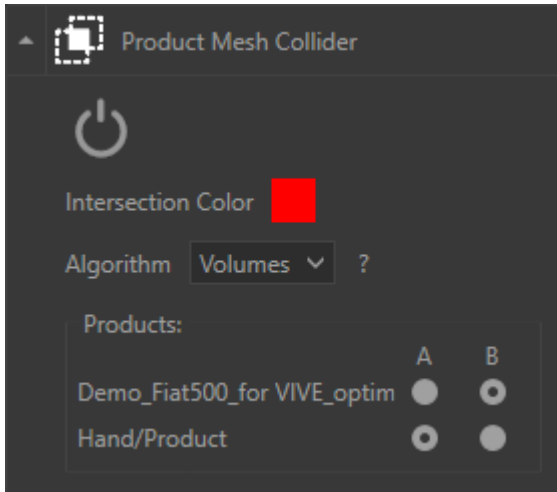 Product Mesh Collider
Intersection Color
Algorithm Volumes ?
Products:
A B
Demo_Fiat500_for VIVE_optim
Hand/Product